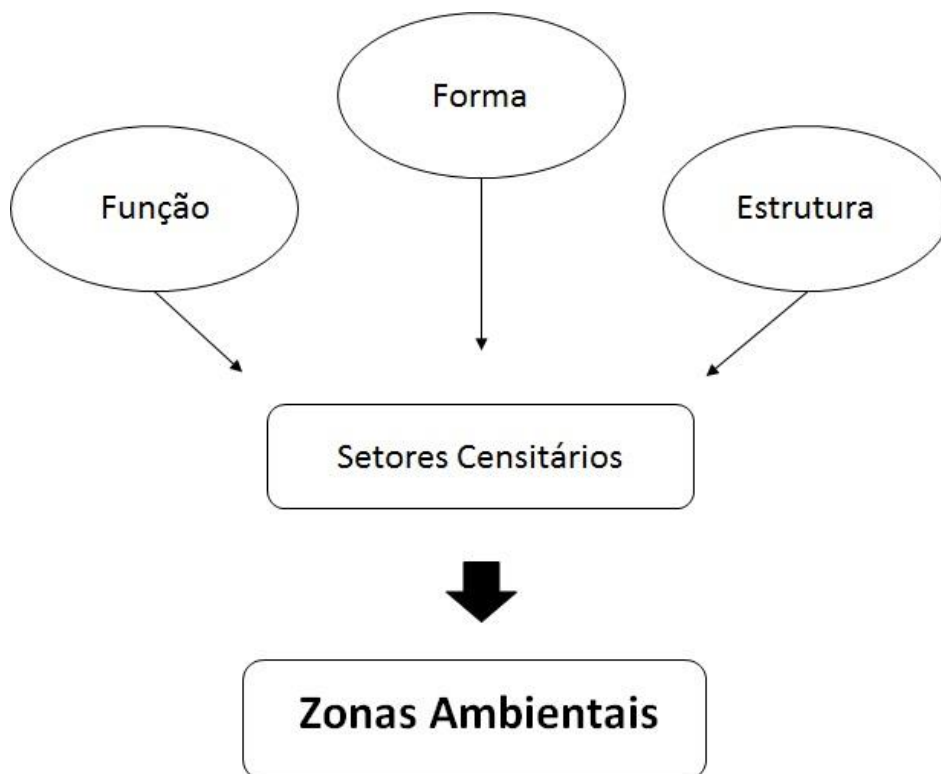 Forma
Função
Estrutura
Setores Censitários
Zonas Ambientais